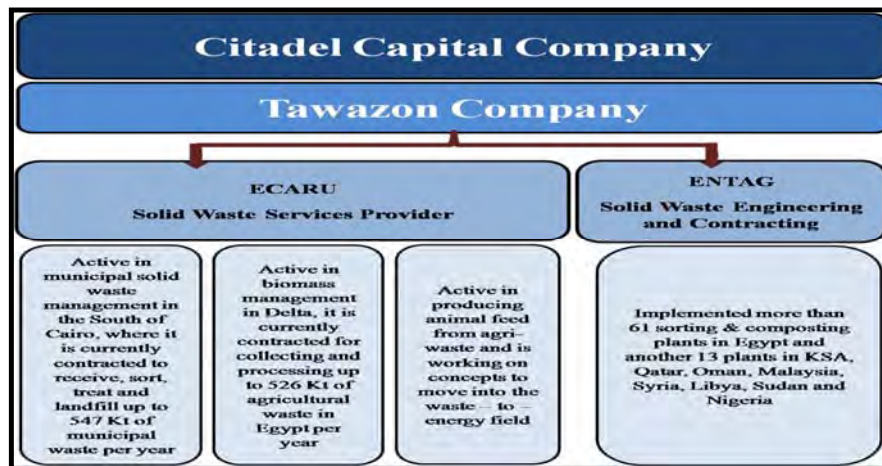 Citadel Capital Company
Tawazon Company
ECARU
Solid Waste Services Provider
ENTAG
Solid Waste Engineering
and Contracting
Active in
municipal solid
waste
management in
the South of
Cairo, where it
is currently
contracted to
receive, sort,
treat and
landfill up to
547 Kt of
municipal
waste per year
Active in
biomass
management
in Delta, it is
currently
contracted for
collecting and
processing up
to 526 Kt of
agricultural
waste in
Egypt per
year
Active in
producing
animal feed
from agri-
waste and is
working on
concepts to
move into the
waste – to –
energy field
Implemented more than
61 sorting & composting
plants in Egypt and
another 13 plants in KSA,
Qatar, Oman, Malaysia,
Syria, Libya, Sudan and
Nigeria